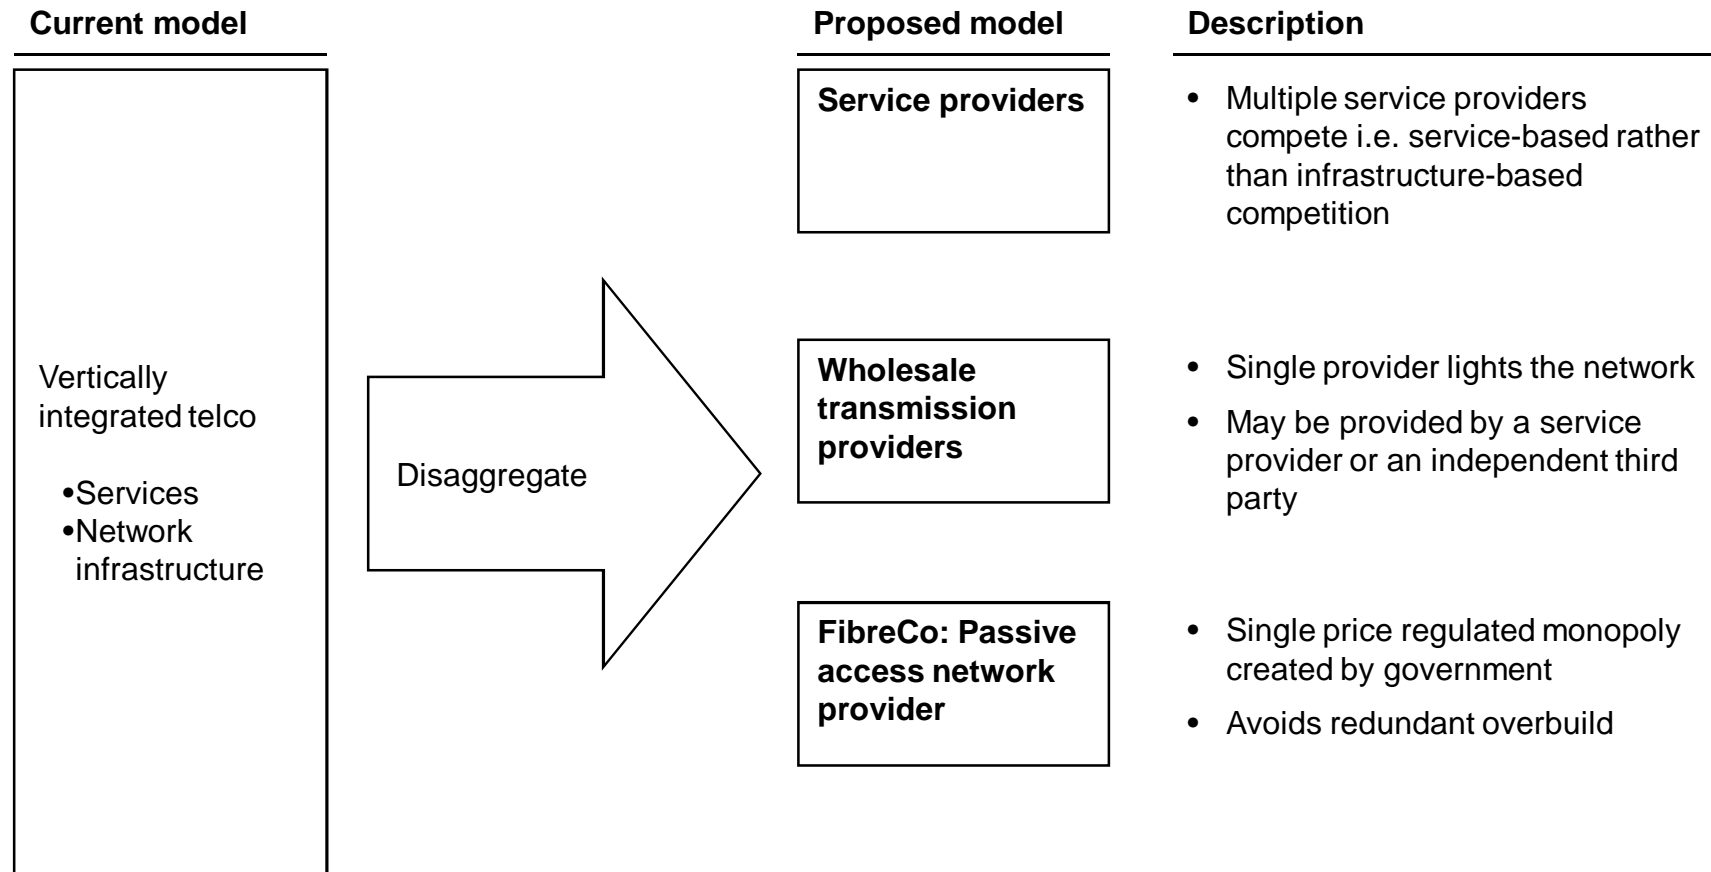 Current model
Proposed model
Description
Vertically
integrated telco
•Services
•Network
infrastructure
Disaggregate
Service providers
• Multiple service providers
compete i.e. service-based rather
than infrastructure-based
competition
Wholesale
transmission
providers
• Single provider lights the network
• May be provided by a service
provider or an independent third
party
FibreCo: Passive
access network
provider
• Single price regulated monopoly
created by government
• Avoids redundant overbuild